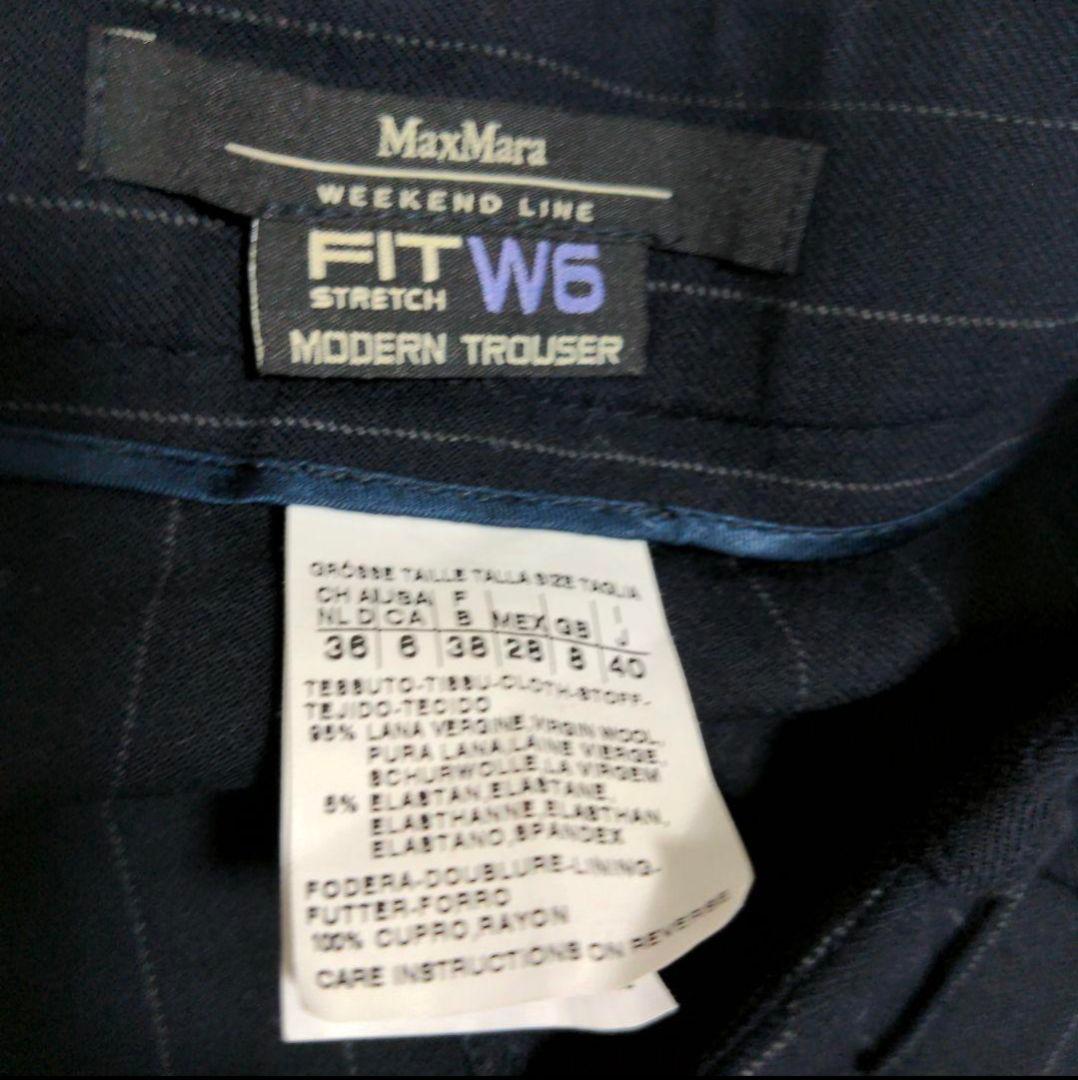 MaxMara
WEEKEND LINE
FIT W6
STRETCH
MODERN TROUSER
GRÖSSE TAILLE TALLA SIZE TAGLIA
CH A USA F I
NL D CA B MEX GB J
36 6 38 28 8 40
TESSUTO-TISSU-CLOTH-STOFF-
TEJIDO-TECIDO
95% LANA VERGINE,VIRGIN WOOL,
PURA LANA,LAINE VIERGE,
SCHURWOLLE,LA VIRGEM
5% ELASTAN,ELASTANE,
ELASTHANNE,ELASTHAN,
ELASTANO,SPANDEX
FODERA-DOUBLURE-LINING-
FUTTER-FORRO
100% CUPRO,RAYON
CARE INSTRUCTIONS ON REVERSE